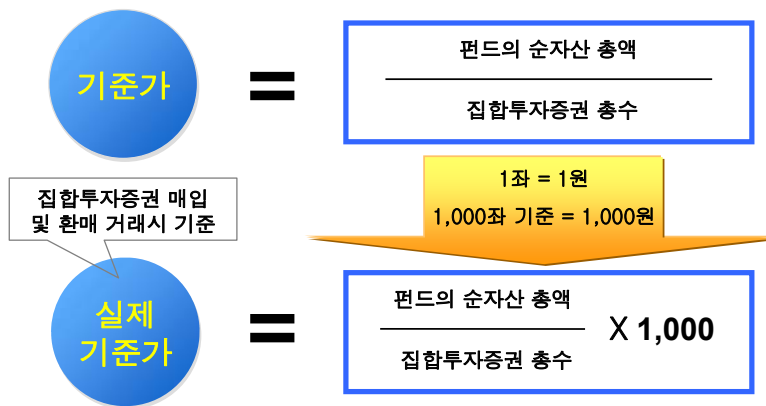 기준가
=
펀드의 순자산 총액
집합투자증권 총수
1좌 = 1원
1,000좌 기준 = 1,000원
집합투자증권 매입
및 환매 거래시 기준
실제
기준가
=
펀드의 순자산 총액
집합투자증권 총수
X 1,000